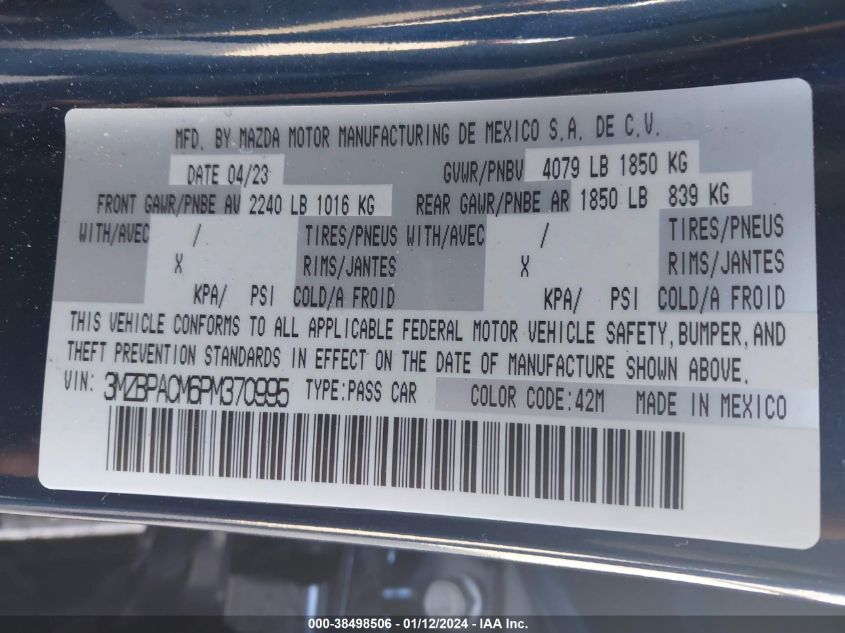 MFD. BY MAZDA MOTOR MANUFACTURING DE MEXICO S.A. DE C.V.
DATE 04/23 GVWR/PNBV 4079 LB 1850 KG
FRONT GAWR/PNBE AV 2240 LB 1016 KG REAR GAWR/PNBE AR 1850 LB 839 KG
WITH/AVEC / TIRES/PNEUS WITH/AVEC / TIRES/PNEUS
X RIMS/JANTES X RIMS/JANTES
KPA/ PSI COLD/A FROID KPA/ PSI COLD/A FROID
THIS VEHICLE CONFORMS TO ALL APPLICABLE FEDERAL MOTOR VEHICLE SAFETY, BUMPER, AND
THEFT PREVENTION STANDARDS IN EFFECT ON THE DATE OF MANUFACTURE SHOWN ABOVE.
VIN: 3MZBPACM6PM370995 TYPE:PASS CAR COLOR CODE:42M MADE IN MEXICO
000-38498506 - 01/12/2024 - IAA Inc.